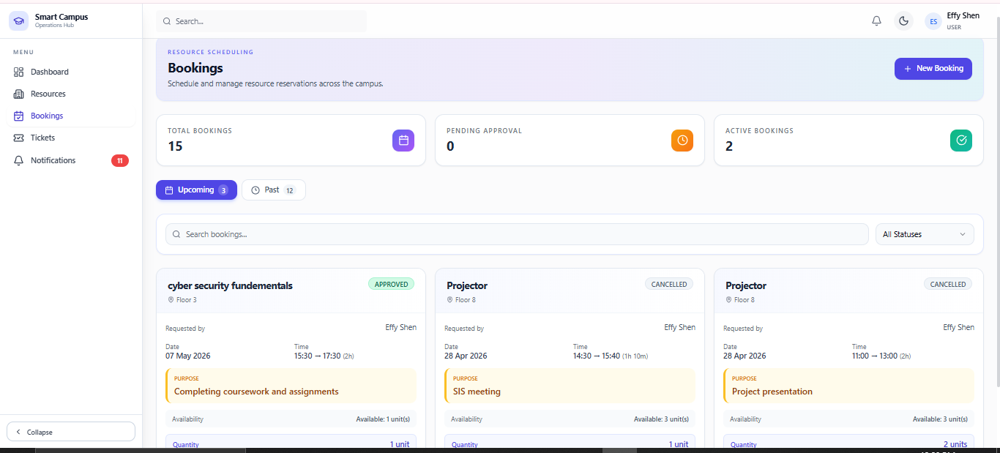 Smart Campus
Operations Hub
Search...
ES
Effy Shen
USER
MENU
Dashboard
Resources
Bookings
Tickets
Notifications 11
Collapse
RESOURCE SCHEDULING
Bookings
Schedule and manage resource reservations across the campus.
+ New Booking
TOTAL BOOKINGS
15
PENDING APPROVAL
0
ACTIVE BOOKINGS
2
Upcoming 3
Past 12
Search bookings...
All Statuses
cyber security fundementals
APPROVED
Floor 3
Requested by Effy Shen
Date Time
07 May 2026 15:30 → 17:30 (2h)
PURPOSE
Completing coursework and assignments
Availability Available: 1 unit(s)
Quantity 1 unit
Projector
CANCELLED
Floor 8
Requested by Effy Shen
Date Time
28 Apr 2026 14:30 → 15:40 (1h 10m)
PURPOSE
SIS meeting
Availability Available: 3 unit(s)
Quantity 1 unit
Projector
CANCELLED
Floor 8
Requested by Effy Shen
Date Time
28 Apr 2026 11:00 → 13:00 (2h)
PURPOSE
Project presentation
Availability Available: 3 unit(s)
Quantity 2 units